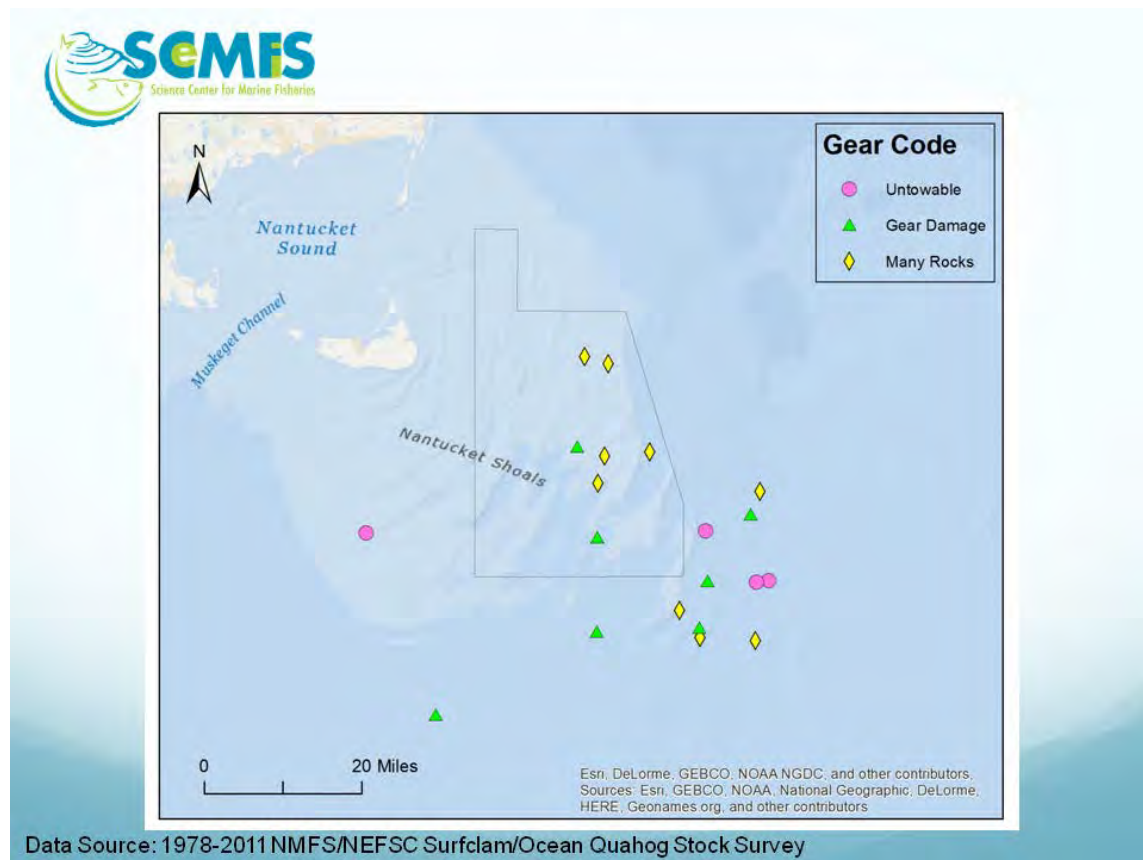 SCeMFiS
Science Center for Marine Fisheries
N
Nantucket
Sound
Muskeget Channel
Nantucket Shoals
Gear Code
Untowable
Gear Damage
Many Rocks
0 20 Miles
Esri, DeLorme, GEBCO, NOAA NGDC, and other contributors,
Sources: Esri, GEBCO, NOAA, National Geographic, DeLorme,
HERE, Geonames.org, and other contributors
Data Source: 1978-2011 NMFS/NEFSC Surfclam/Ocean Quahog Stock Survey